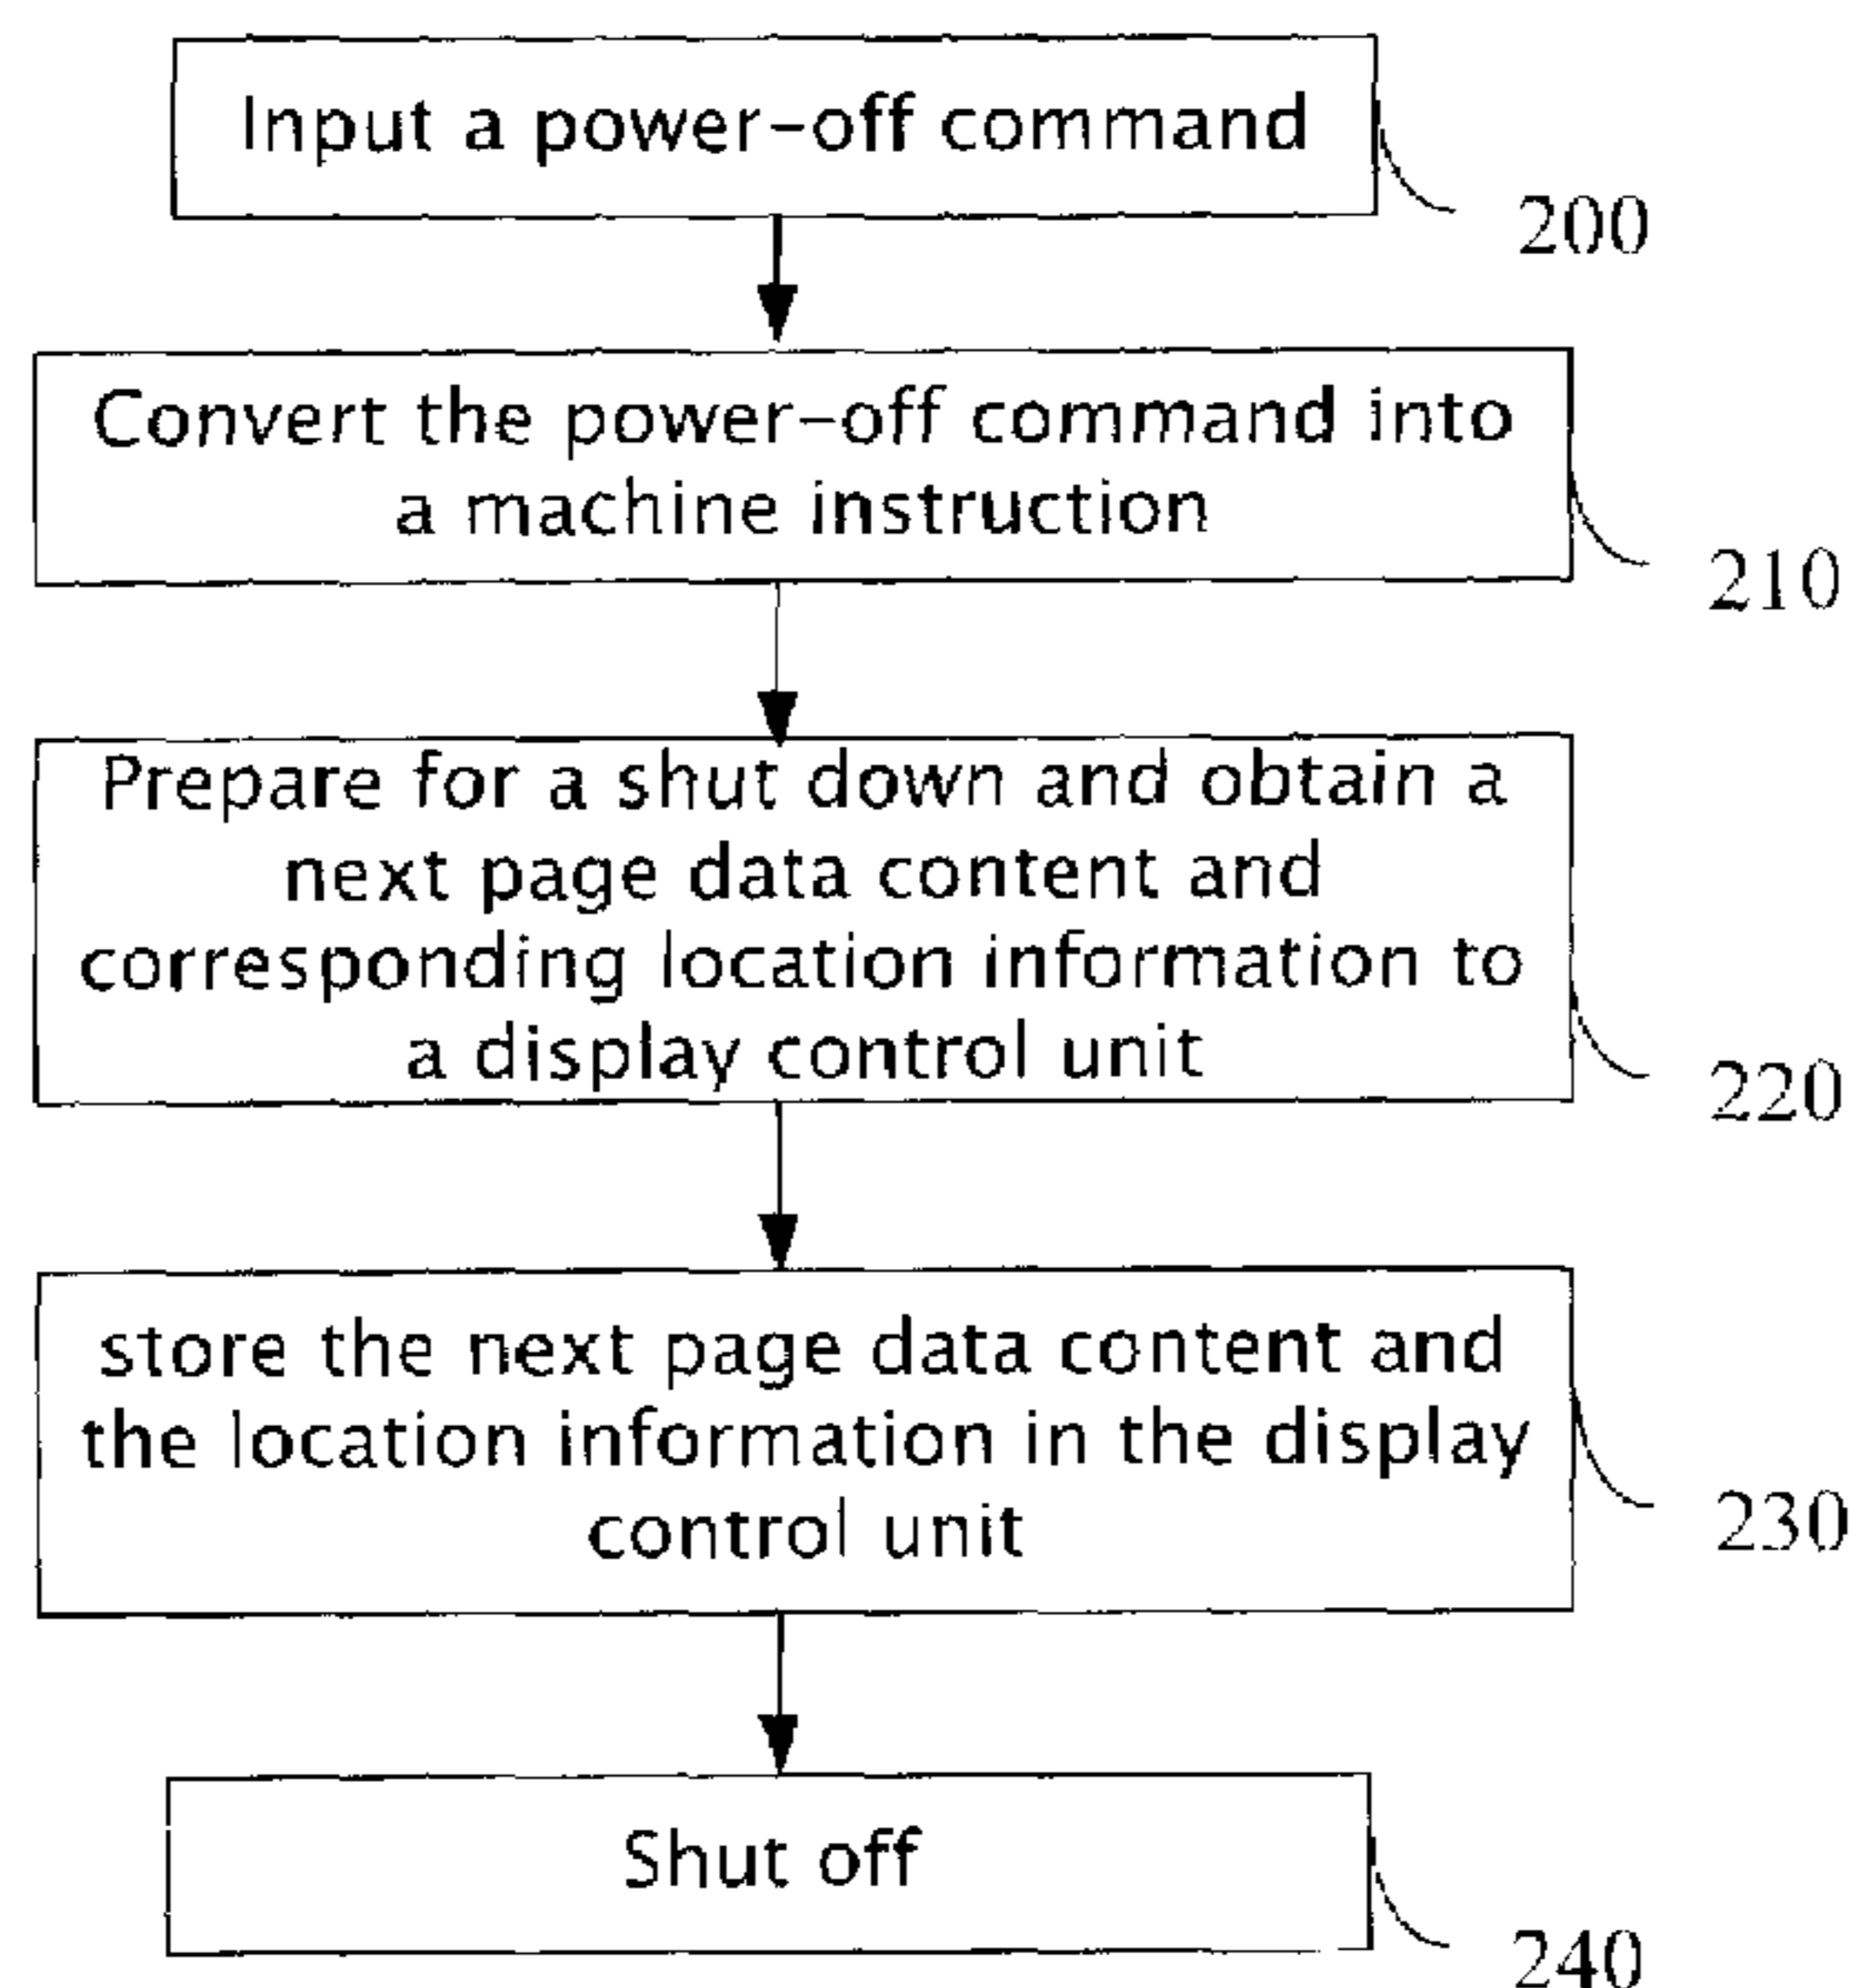 Input a power-off command
200
Convert the power-off command into
a machine instruction
210
Prepare for a shut down and obtain a
next page data content and
corresponding location information to
a display control unit
220
store the next page data content and
the location information in the display
control unit
230
Shut off
240